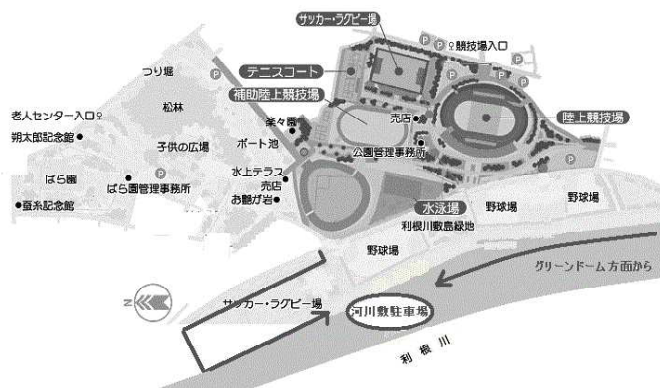 サッカー・ラグビー場
P
P
P
♀競技場入口
P
P
P
P
つり堀
テニスコート
松林
補助陸上競技場
売店
陸上競技場
老人センター入口♀
楽々園
朔太郎記念館
子供の広場
ボート池
公園管理事務所
P
P
ばら園
水上テラス
売店
ばら園管理事務所
お艶が岩
水泳場
野球場
野球場
蚕糸記念館
利根川敷島緑地
野球場
グリーンドーム方面から
N
サッカー・ラグビー場
河川敷駐車場
利根川